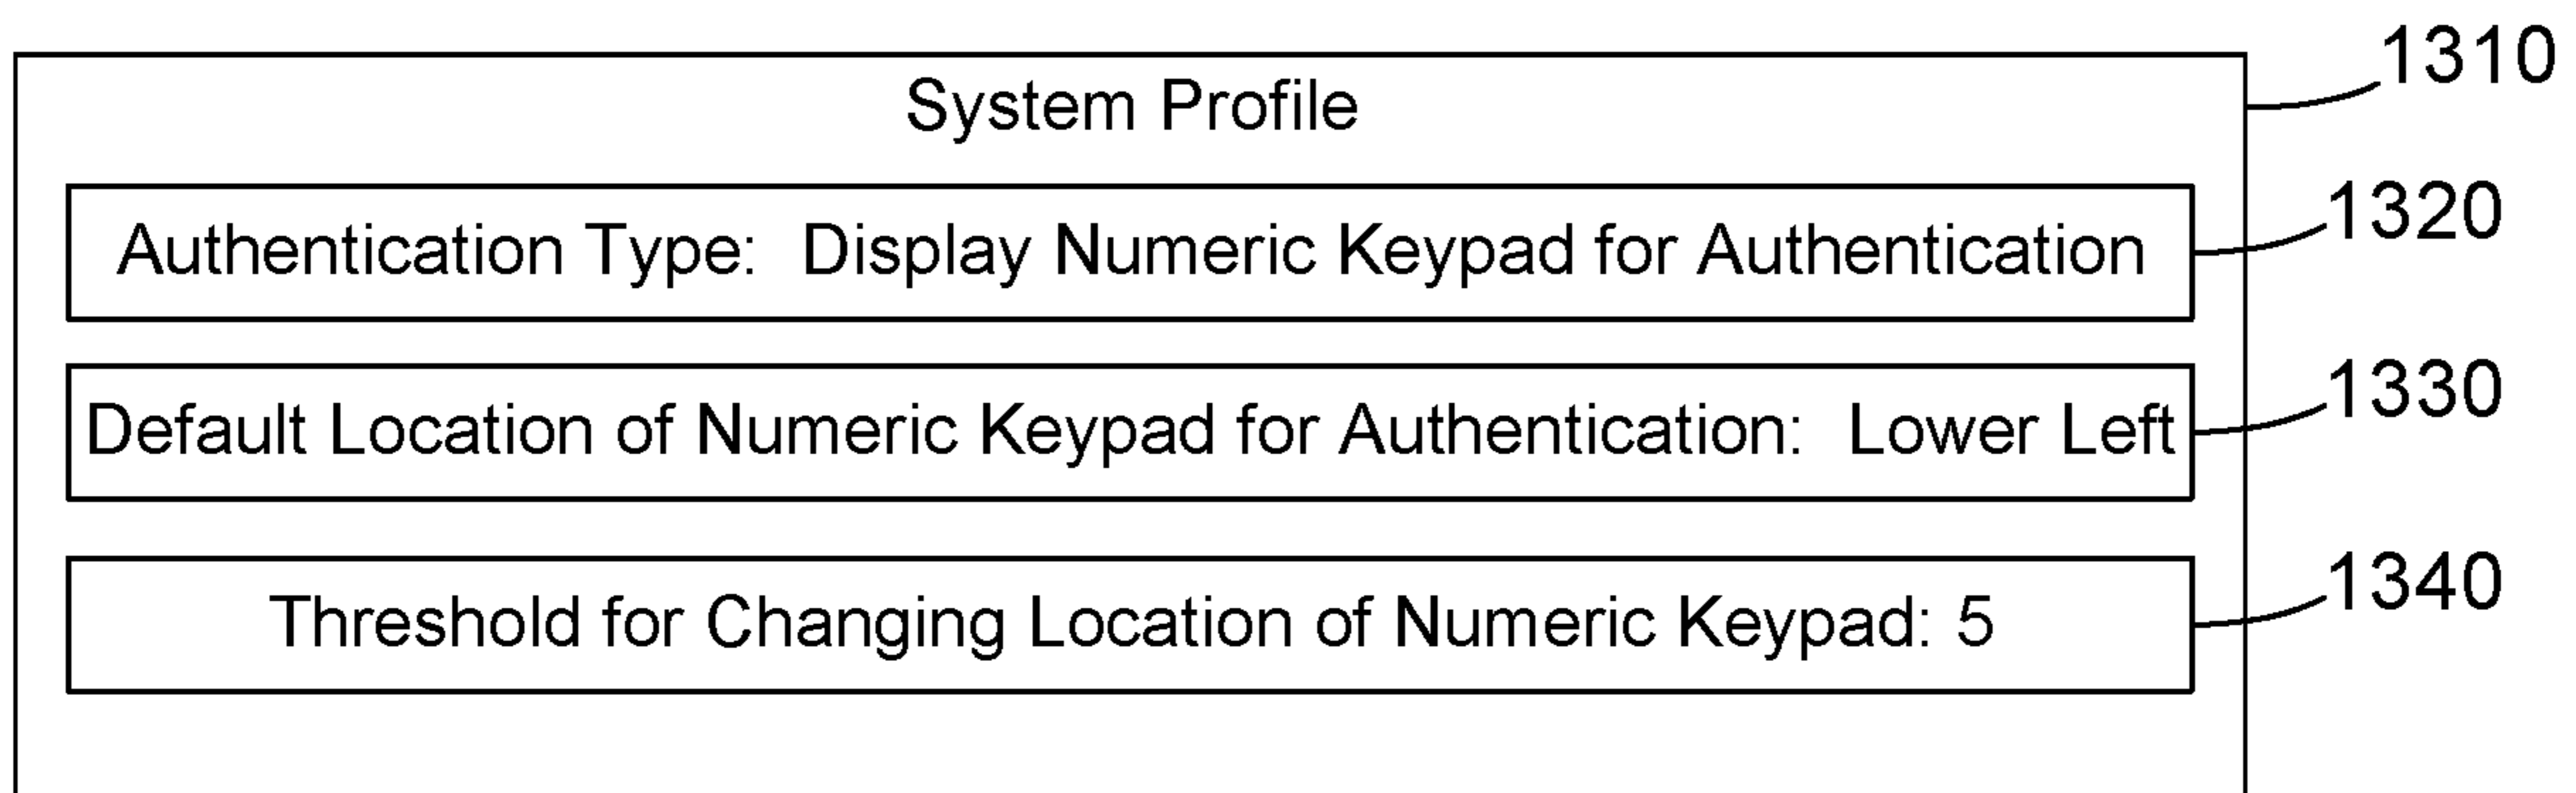 1310
System Profile
Authentication Type:  Display Numeric Keypad for Authentication
1320
Default Location of Numeric Keypad for Authentication:  Lower Left
1330
Threshold for Changing Location of Numeric Keypad: 5
1340